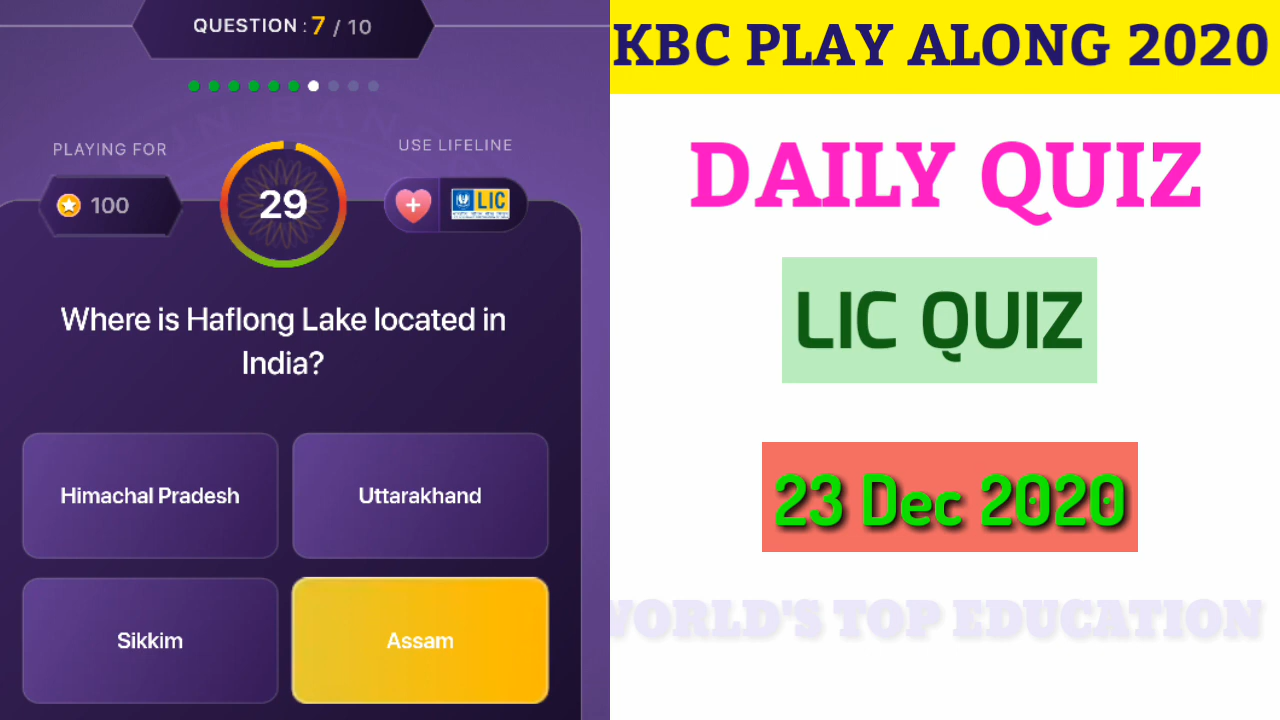 QUESTION : 7 / 10
PLAYING FOR
USE LIFELINE
100
29
LIC
Where is Haflong Lake located in
India?
Himachal Pradesh
Uttarakhand
Sikkim
Assam
KBC PLAY ALONG 2020
DAILY QUIZ
LIC QUIZ
23 Dec 2020
WORLD'S TOP EDUCATION